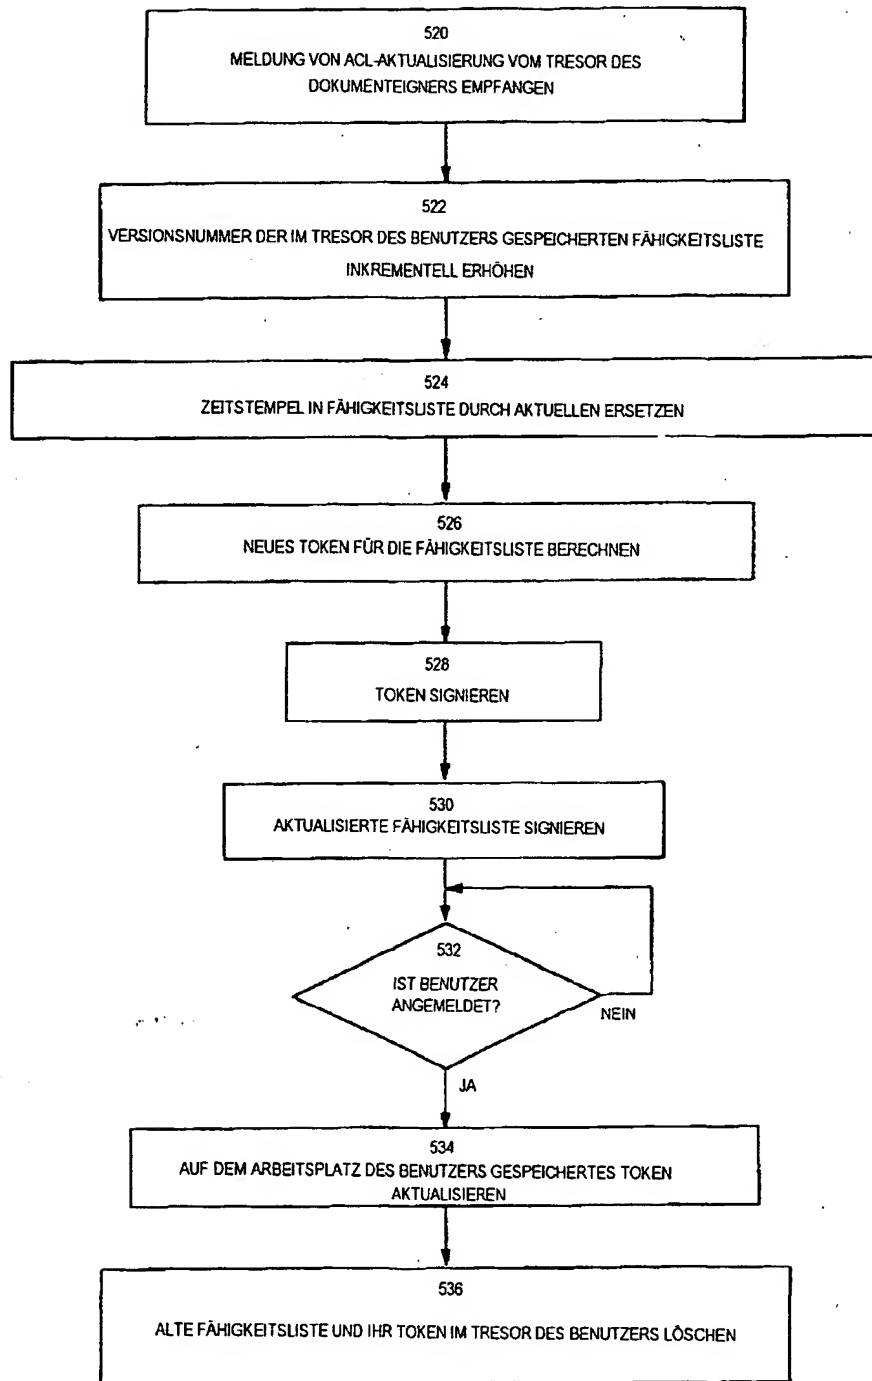 520
MELDUNG VON ACL-AKTUALISIERUNG VOM TRESOR DES
DOKUMENTEIGNERS EMPFANGEN
522
VERSIONSNUMMER DER IM TRESOR DES BENUTZERS GESPEICHERTEN FÄHIGKEITSLISTE
INKREMENTELL ERHÖHEN
524
ZEITSTEMPEL IN FÄHIGKEITSLISTE DURCH AKTUELLEN ERSETZEN
526
NEUES TOKEN FÜR DIE FÄHIGKEITSLISTE BERECHNEN
528
TOKEN SIGNIEREN
530
AKTUALISIERTE FÄHIGKEITSLISTE SIGNIEREN
532
IST BENUTZER
ANGEMELDET?
NEIN
JA
534
AUF DEM ARBEITSPLATZ DES BENUTZERS GESPEICHERTES TOKEN
AKTUALISIEREN
536
ALTE FÄHIGKEITSLISTE UND IHR TOKEN IM TRESOR DES BENUTZERS LÖSCHEN